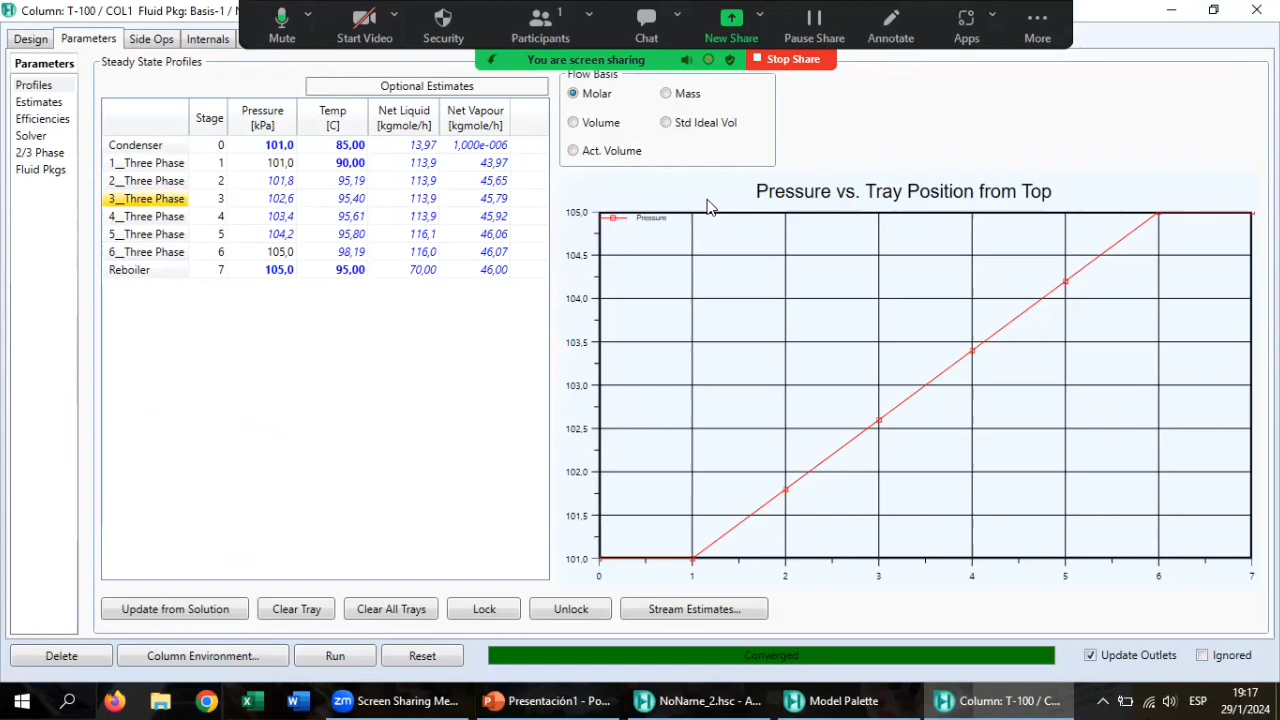 Column: T-100 / COL1 Fluid Pkg: Basis-1 / N
Mute
Start Video
Security
Participants
1
Chat
New Share
Pause Share
Annotate
Apps
More
You are screen sharing
Stop Share
Design
Parameters
Side Ops
Internals
Parameters
Profiles
Estimates
Efficiencies
Solver
2/3 Phase
Fluid Pkgs
Steady State Profiles
Optional Estimates
Stage Pressure [kPa] Temp [C] Net Liquid [kgmole/h] Net Vapour [kgmole/h]
Condenser 0 101,0 85,00 13,97 1,000e-006
1__Three Phase 1 101,0 90,00 113,9 43,97
2__Three Phase 2 101,8 95,19 113,9 45,65
3__Three Phase 3 102,6 95,40 113,9 45,79
4__Three Phase 4 103,4 95,61 113,9 45,92
5__Three Phase 5 104,2 95,80 116,1 46,06
6__Three Phase 6 105,0 98,19 116,0 46,07
Reboiler 7 105,0 95,00 70,00 46,00
Flow Basis
Molar
Mass
Volume
Std Ideal Vol
Act. Volume
Pressure vs. Tray Position from Top
Pressure
105,0
104,5
104,0
103,5
103,0
102,5
102,0
101,5
101,0
0 1 2 3 4 5 6 7
Update from Solution
Clear Tray
Clear All Trays
Lock
Unlock
Stream Estimates...
Delete
Column Environment...
Run
Reset
Converged
Update Outlets
Ignored
Screen Sharing Me...
Presentación1 - Po...
NoName_2.hsc - A...
Model Palette
Column: T-100 / C...
ESP
19:17
29/1/2024